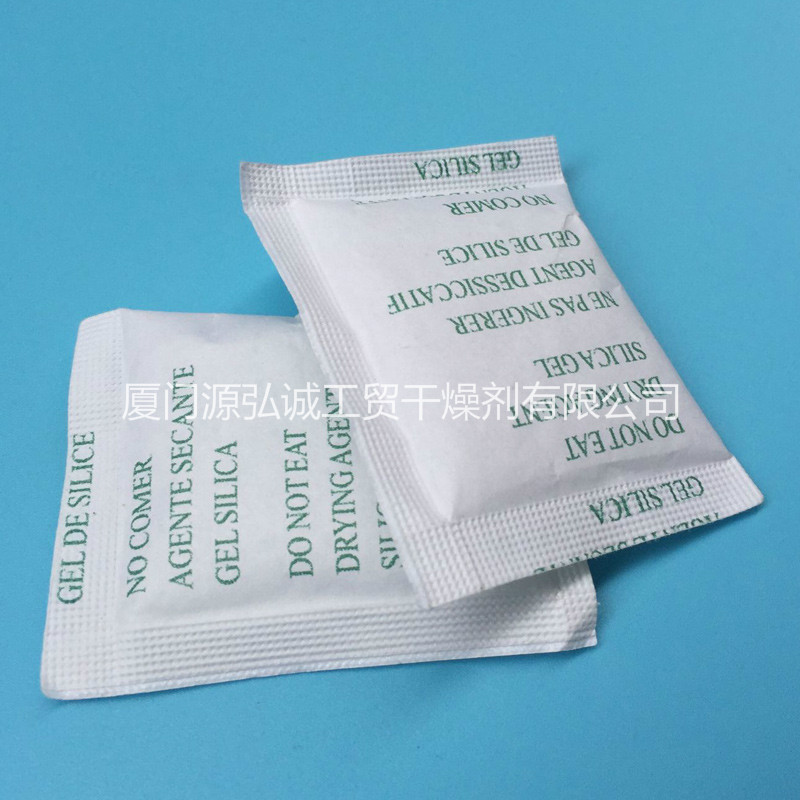 GEL DE SILICE
NO COMER
AGENTE SECANTE
GEL SILICA
DO NOT EAT
DRYING AGENT
GEL SILICA
DO NOT EAT
DRYING AGENT
SILICA GEL
NE PAS INGERER
AGENT DESSICCATIF
GEL DE SILICE
NO COMER
GEL SILICA
厦门源弘诚工贸干燥剂有限公司